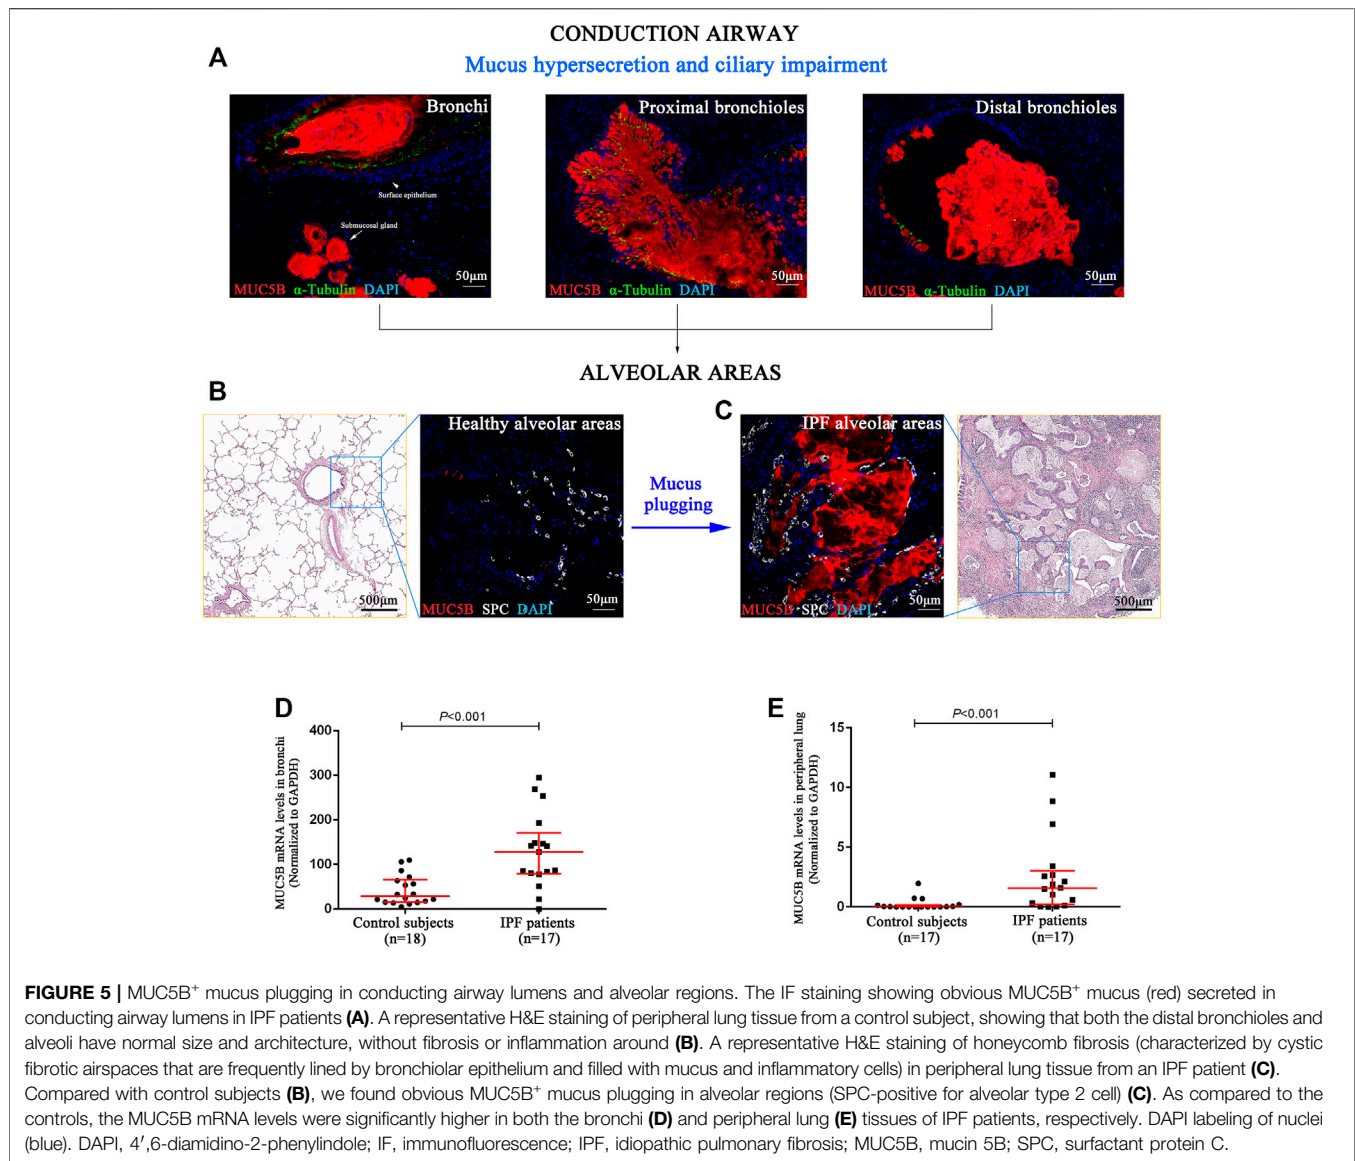 CONDUCTION AIRWAY
A
Mucus hypersecretion and ciliary impairment
Bronchi
Surface epithelium
Submucosal gland
50μm
MUC5B α-Tubulin DAPI
Proximal bronchioles
50μm
MUC5B α-Tubulin DAPI
Distal bronchioles
50μm
MUC5B α-Tubulin DAPI
ALVEOLAR AREAS
B
500μm
Healthy alveolar areas
MUC5B SPC DAPI
50μm
Mucus
plugging
C
IPF alveolar areas
MUC5B SPC DAPI
50μm
500μm
D
P<0.001
MUC5B mRNA levels in bronchi
(Normalized to GAPDH)
400
300
200
100
0
Control subjects
(n=18)
IPF patients
(n=17)
E
P<0.001
MUC5B mRNA levels in peripheral lung
(Normalized to GAPDH)
15
10
5
0
Control subjects
(n=17)
IPF patients
(n=17)
FIGURE 5 | MUC5B+ mucus plugging in conducting airway lumens and alveolar regions. The IF staining showing obvious MUC5B+ mucus (red) secreted in
conducting airway lumens in IPF patients (A). A representative H&E staining of peripheral lung tissue from a control subject, showing that both the distal bronchioles and
alveoli have normal size and architecture, without fibrosis or inflammation around (B). A representative H&E staining of honeycomb fibrosis (characterized by cystic
fibrotic airspaces that are frequently lined by bronchiolar epithelium and filled with mucus and inflammatory cells) in peripheral lung tissue from an IPF patient (C).
Compared with control subjects (B), we found obvious MUC5B+ mucus plugging in alveolar regions (SPC-positive for alveolar type 2 cell) (C). As compared to the
controls, the MUC5B mRNA levels were significantly higher in both the bronchi (D) and peripheral lung (E) tissues of IPF patients, respectively. DAPI labeling of nuclei
(blue). DAPI, 4′,6-diamidino-2-phenylindole; IF, immunofluorescence; IPF, idiopathic pulmonary fibrosis; MUC5B, mucin 5B; SPC, surfactant protein C.